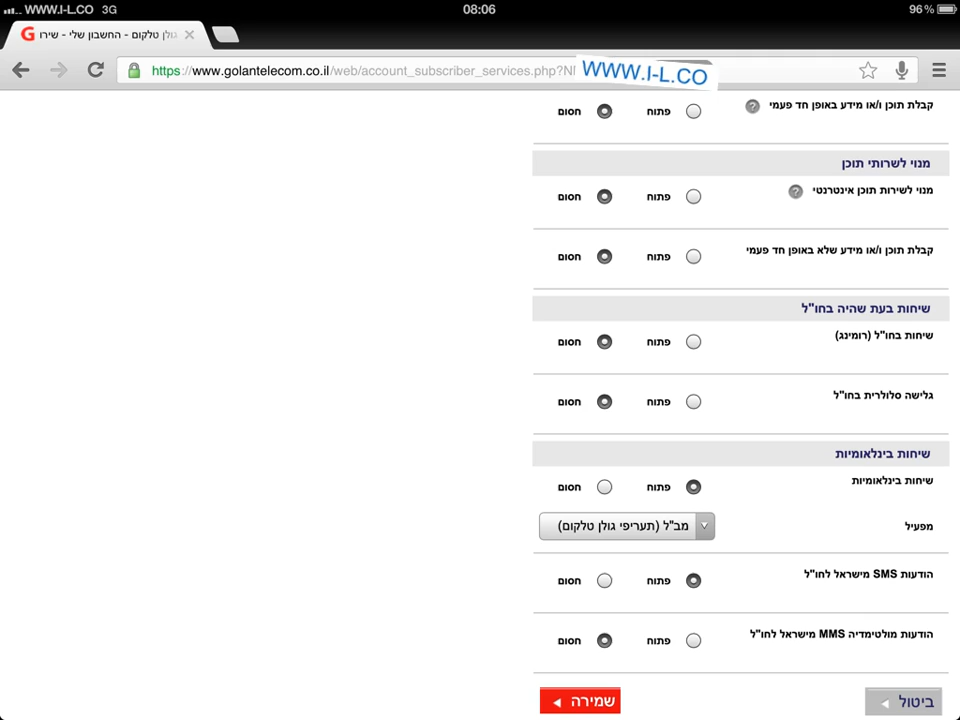 WWW.I-L.CO 3G 08:06 96%
גולן טלקום - החשבון שלי - שירו
https://www.golantelecom.co.il/web/account_subscriber_services.php?N
WWW.I-L.CO
קבלת תוכן ו/או מידע באופן חד פעמי ? פתוח חסום
מנוי לשרותי תוכן
מנוי לשירות תוכן אינטרנטי ? פתוח חסום
קבלת תוכן ו/או מידע שלא באופן חד פעמי פתוח חסום
שיחות בעת שהיה בחו"ל
שיחות בחו"ל (רומינג) פתוח חסום
גלישה סלולרית בחו"ל פתוח חסום
שיחות בינלאומיות
שיחות בינלאומיות פתוח חסום
מפעיל מב"ל (תעריפי גולן טלקום)
הודעות SMS מישראל לחו"ל פתוח חסום
הודעות מולטימדיה MMS מישראל לחו"ל פתוח חסום
ביטול שמירה